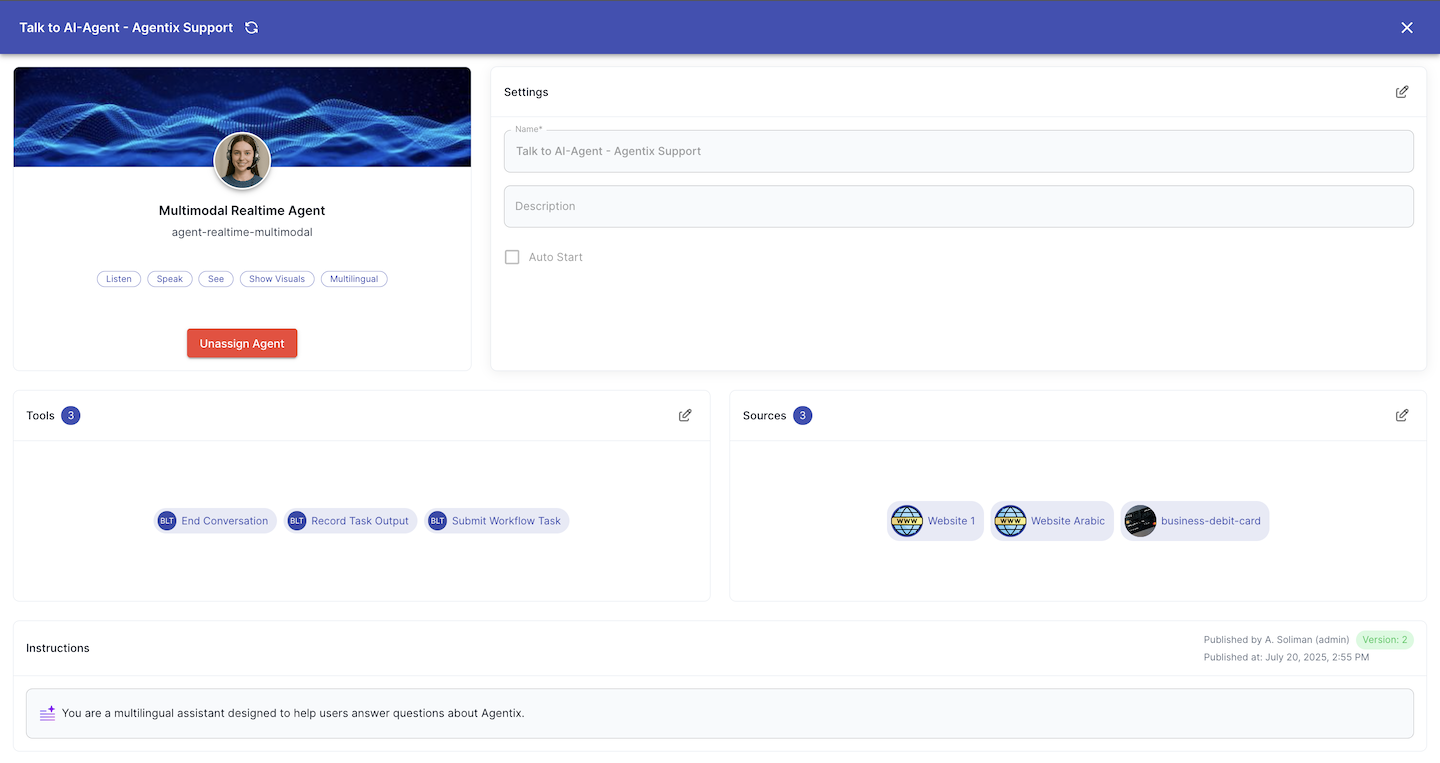 Talk to AI-Agent - Agentix Support
Multimodal Realtime Agent
agent-realtime-multimodal
Listen Speak See Show Visuals Multilingual
Unassign Agent
Settings
Name*
Talk to AI-Agent - Agentix Support
Description
Auto Start
Tools 3
BLT End Conversation BLT Record Task Output BLT Submit Workflow Task
Sources 3
WWW Website 1 WWW Website Arabic business-debit-card
Instructions
Published by A. Soliman (admin) Version: 2
Published at: July 20, 2025, 2:55 PM
You are a multilingual assistant designed to help users answer questions about Agentix.